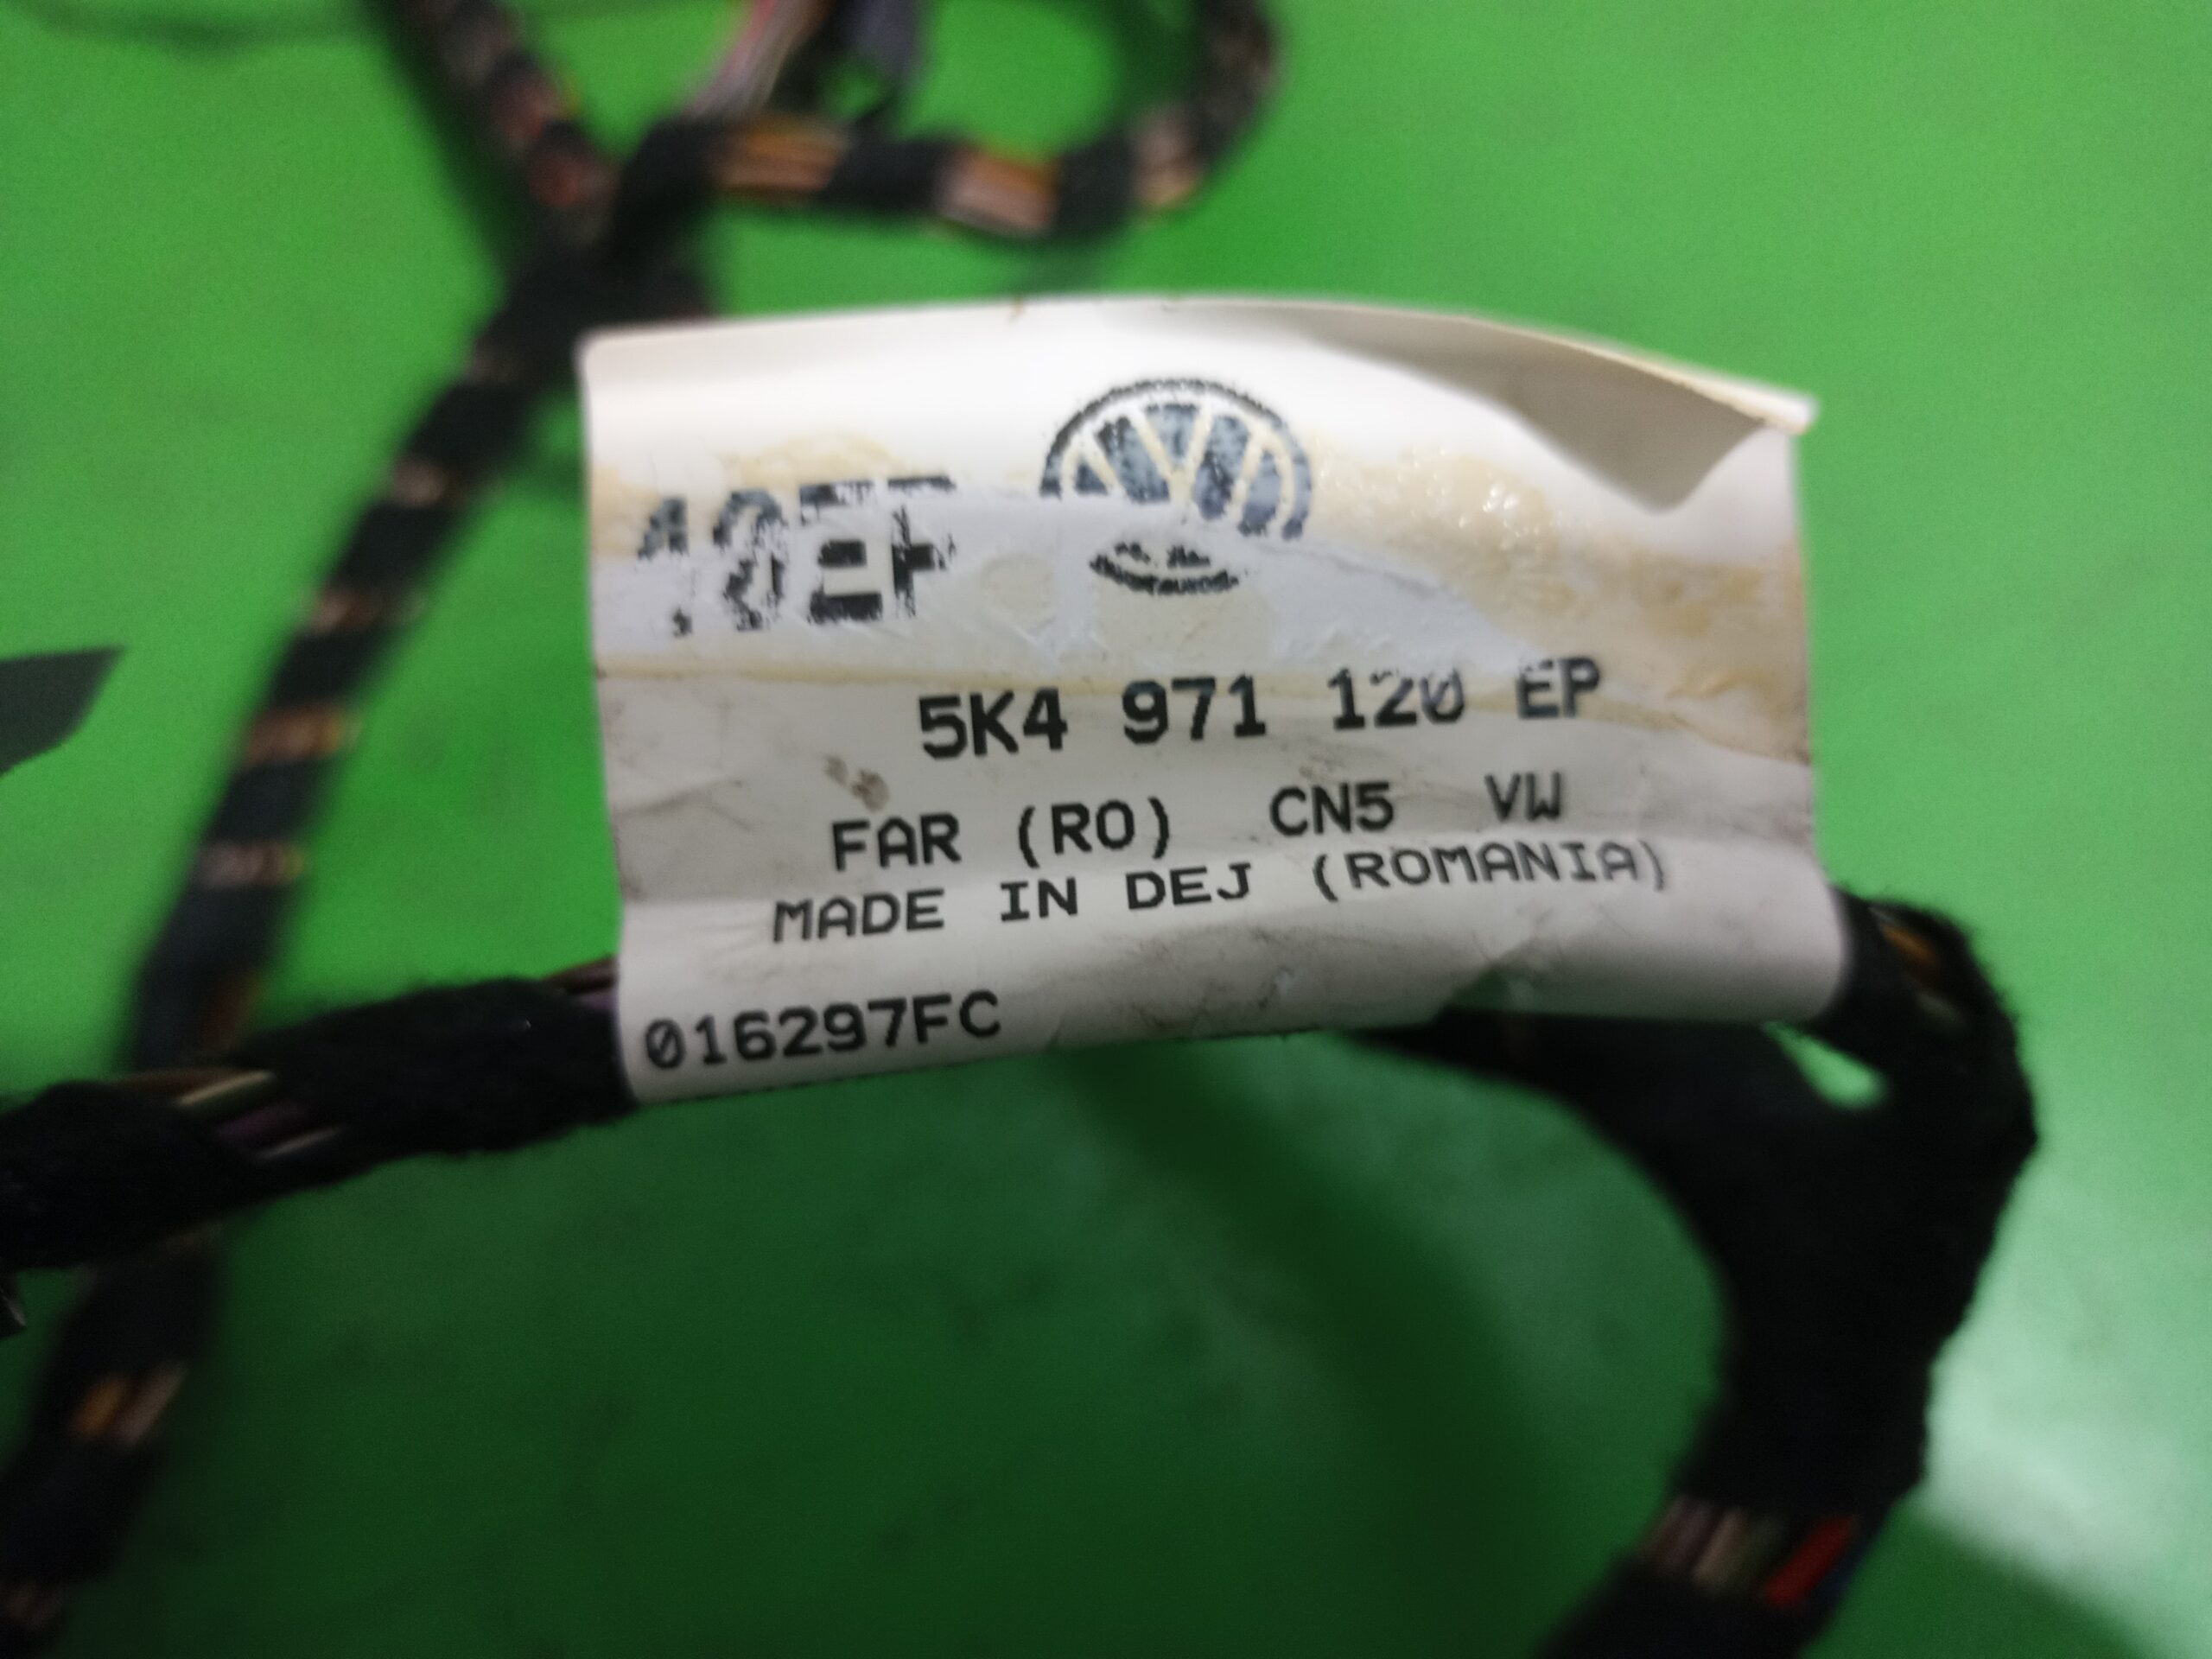 5K4 971 120 EP
FAR (RO) CN5 VW
MADE IN DEJ (ROMANIA)
016297FC